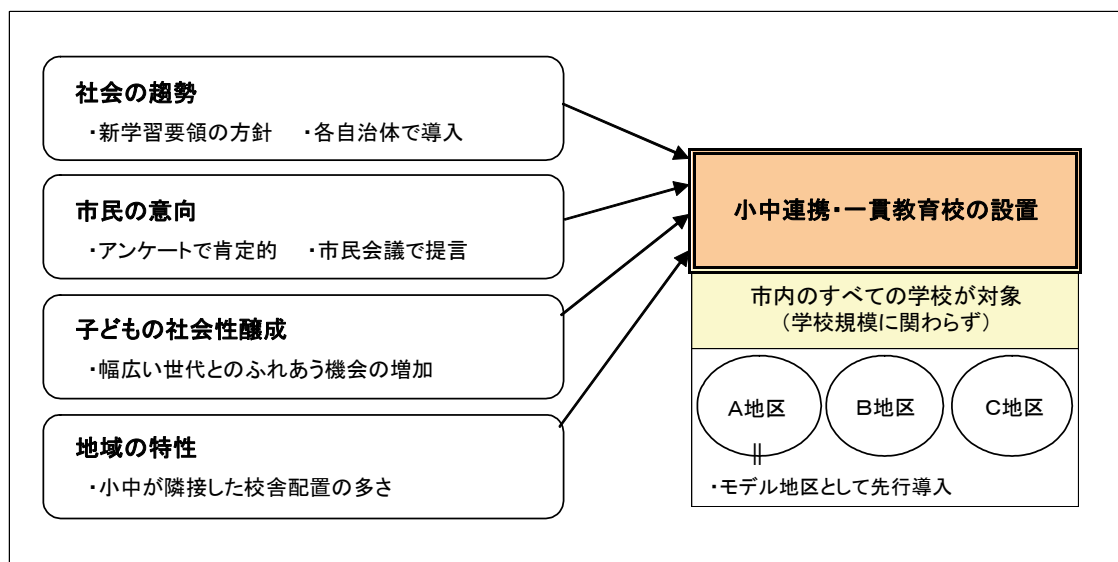 社会の趨勢
・新学習要領の方針　・各自治体で導入
市民の意向
・アンケートで肯定的　・市民会議で提言
子どもの社会性醸成
・幅広い世代とのふれあう機会の増加
地域の特性
・小中が隣接した校舎配置の多さ
小中連携・一貫教育校の設置
市内のすべての学校が対象
（学校規模に関わらず）
A地区　B地区　C地区
・モデル地区として先行導入